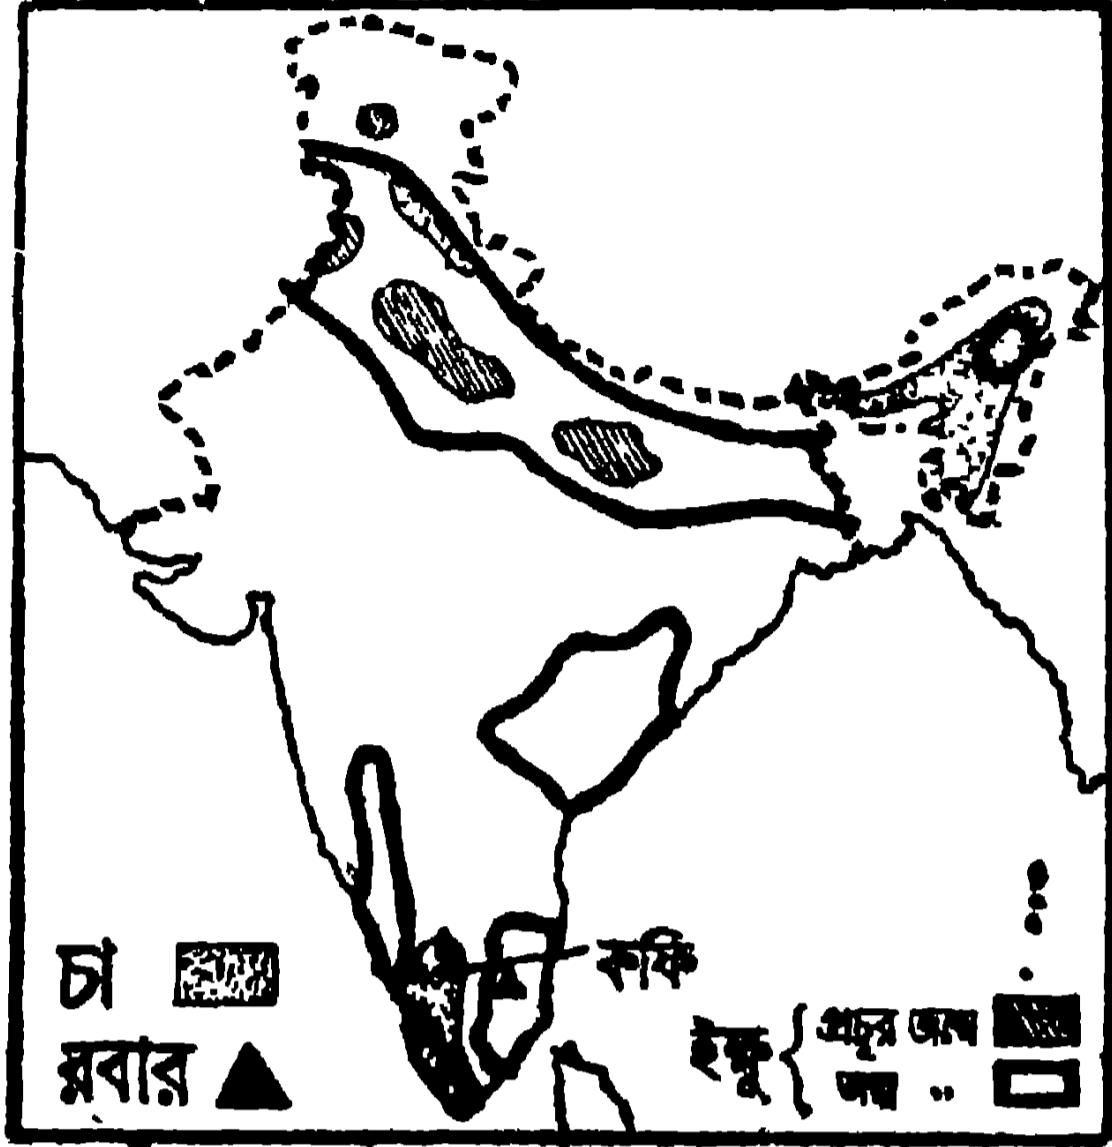 কফি
চা
রবার
ইক্ষু
প্রচুর জন্মে
অল্প "